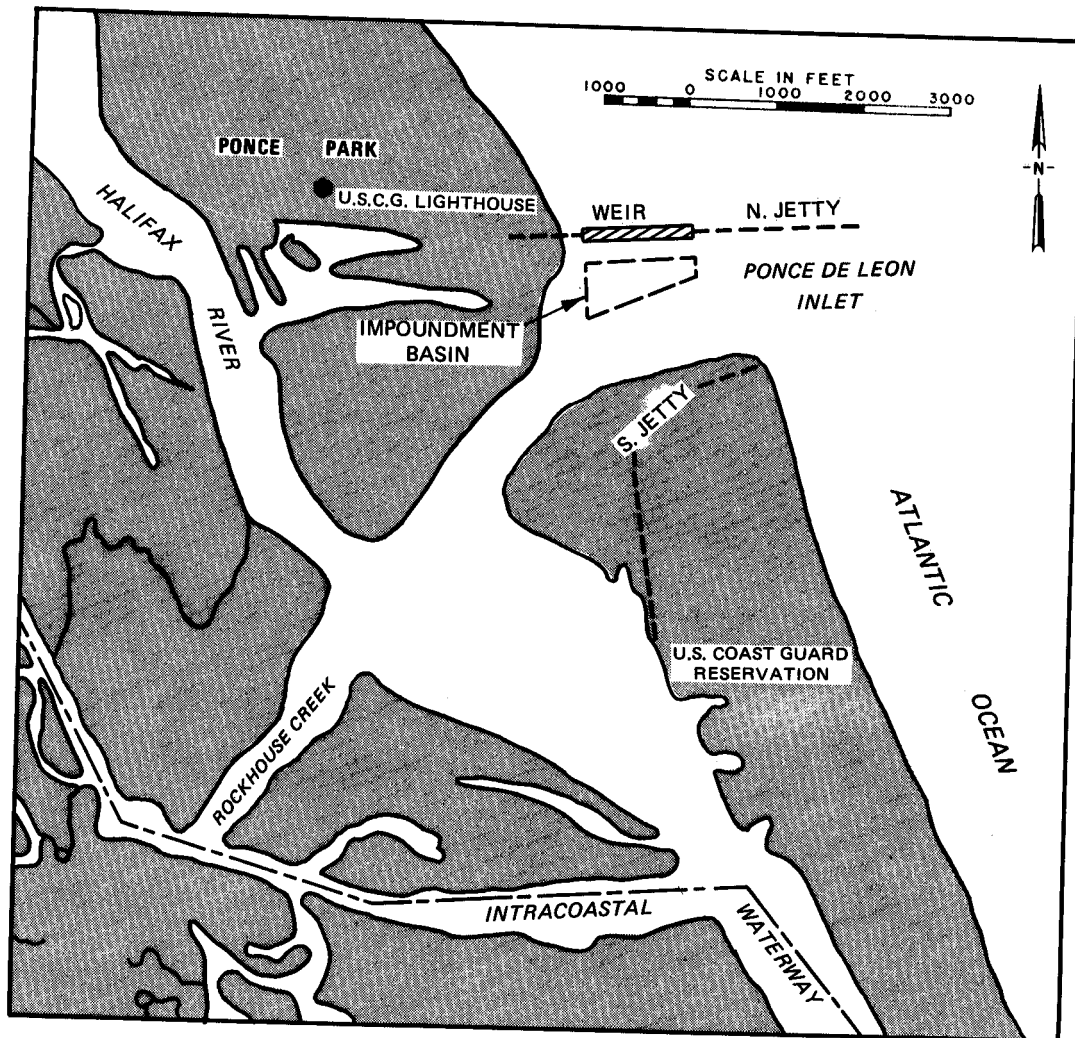 SCALE IN FEET
1000 0 1000 2000 3000
-N-
PONCE PARK
U.S.C.G. LIGHTHOUSE
HALIFAX
RIVER
WEIR
N. JETTY
PONCE DE LEON
INLET
IMPOUNDMENT
BASIN
S. JETTY
ATLANTIC
OCEAN
U.S. COAST GUARD
RESERVATION
ROCKHOUSE CREEK
INTRACOASTAL
WATERWAY